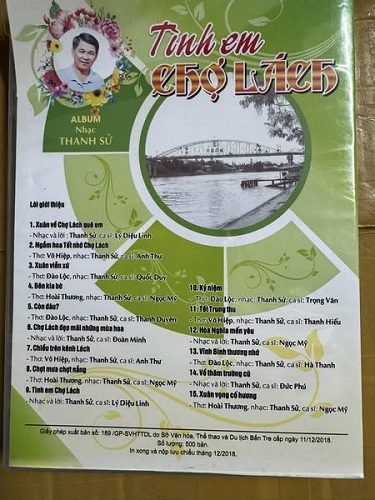 Tình em
CHỢ LÁCH
ALBUM
Nhạc
THANH SỬ
Lời giới thiệu
1. Xuân về Chợ Lách quê em
- Nhạc và lời: Thanh Sử, ca sĩ: Lý Diệu Linh
2. Ngắm hoa Tết nhớ Chợ Lách
- Thơ: Võ Hiệp, nhạc: Thanh Sử, ca sĩ: Anh Thư
3. Xuân viễn xứ
- Thơ: Đào Lộc, nhạc: Thanh Sử, ca sĩ: Quốc Duy
4. Bên kia bờ
- Thơ: Hoài Thương, nhạc: Thanh Sử, ca sĩ: Ngọc Mỹ
5. Còn đâu?
- Thơ: Đào Lộc, nhạc: Thanh Sử, ca sĩ: Thanh Duyên
6. Chợ Lách đẹp mãi những mùa hoa
- Nhạc và lời: Thanh Sử, ca sĩ: Đoàn Minh
7. Chiều trên kênh Lách
- Thơ: Võ Hiệp, nhạc: Thanh Sử, ca sĩ: Anh Thư
8. Chợt mưa chợt nắng
- Thơ: Hoài Thương, nhạc: Thanh Sử, ca sĩ: Ngọc Mỹ
9. Tình em Chợ Lách
- Nhạc và lời: Thanh Sử, ca sĩ: Lý Diệu Linh
10. Kỷ niệm
- Thơ: Đào Lộc, nhạc: Thanh Sử, ca sĩ: Trọng Văn
11. Tết Trung thu
- Thơ: Võ Hiệp, nhạc: Thanh Sử, ca sĩ: Thanh Hiếu
12. Hòa Nghĩa mến yêu
- Nhạc và lời: Thanh Sử, ca sĩ: Ngọc Mỹ
13. Vĩnh Bình thương nhớ
- Thơ: Đào Lộc, nhạc: Thanh Sử, ca sĩ: Hà Thanh
14. Về thăm trường cũ
- Nhạc và lời: Thanh Sử, ca sĩ: Đức Phú
15. Xuân vọng cố hương
- Thơ: Hoài Thương, nhạc: Thanh Sử, ca sĩ: Ngọc Mỹ
Giấy phép xuất bản số: 189 /GP-SVHTTDL do Sở Văn hóa, Thể thao và Du lịch Bến Tre cấp ngày 11/12/2018.
Số lượng: 500 bản.
In xong và nộp lưu chiểu tháng 12/2018.